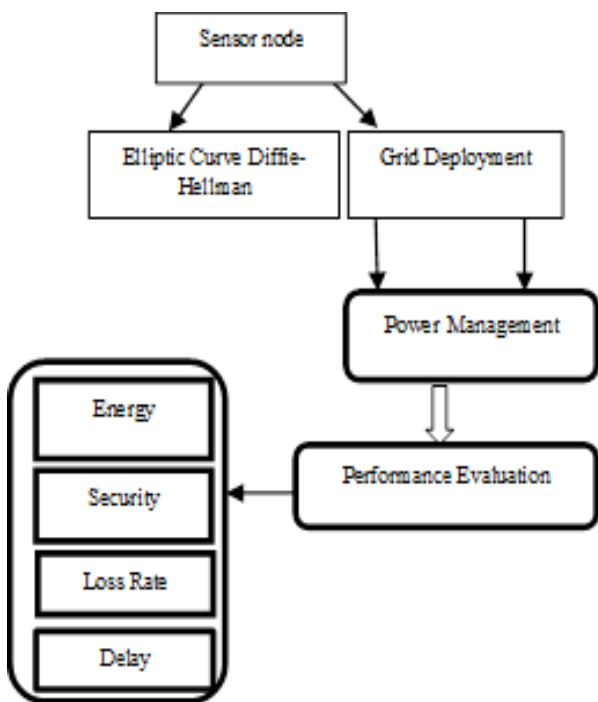 Sensor node
Elliptic Curve Diffie-
Hellman
Grid Deployment
Power Management
Performance Evaluation
Energy
Security
Loss Rate
Delay